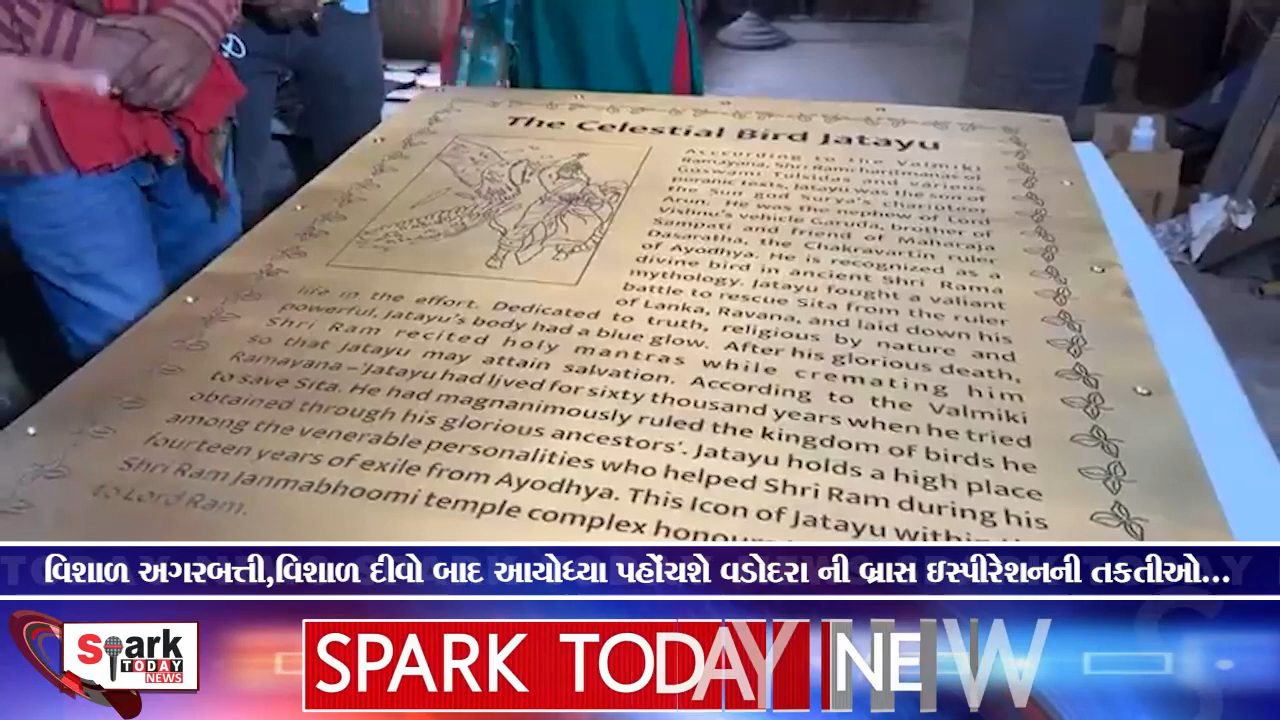 The Celestial Bird Jatayu
According to the Valmiki
Ramayana, Shri Ram
Goswami Tulsidas and various
puranic texts, Jatayu was the son of
the Sun god Surya's charioteer
Arun. He was the nephew of Lord
Vishnu's vehicle Garuda, brother of
Sampati and friend of Maharaja
Dasaratha, the Chakravartin ruler
of Ayodhya. He is recognized as a
divine bird in ancient Shri Rama
mythology. Jatayu fought a valiant
battle to rescue Sita from the ruler
of Lanka, Ravana, and laid down his
life in the effort. Dedicated to truth, religious by nature and
powerful, Jatayu's body had a blue glow. After his glorious death,
Shri Ram recited holy mantras while cremating him
so that Jatayu may attain salvation. According to the Valmiki
Ramayana – 'Jatayu had lived for sixty thousand years when he tried
to save Sita. He had magnanimously ruled the kingdom of birds he
obtained through his glorious ancestors'. Jatayu holds a high place
among the venerable personalities who helped Shri Ram during his
fourteen years of exile from Ayodhya. This Icon of Jatayu within
Shri Ram Janmabhoomi temple complex
to Lord Ram.
વિશાળ અગરબત્તી,વિશાળ દીવો બાદ આયોધ્યા પહોંચશે વડોદરા ની બ્રાસ ઇસ્પીરેશનની તકતીઓ...
Spark
TODAY
NEWS
SPARK TODAY NEW